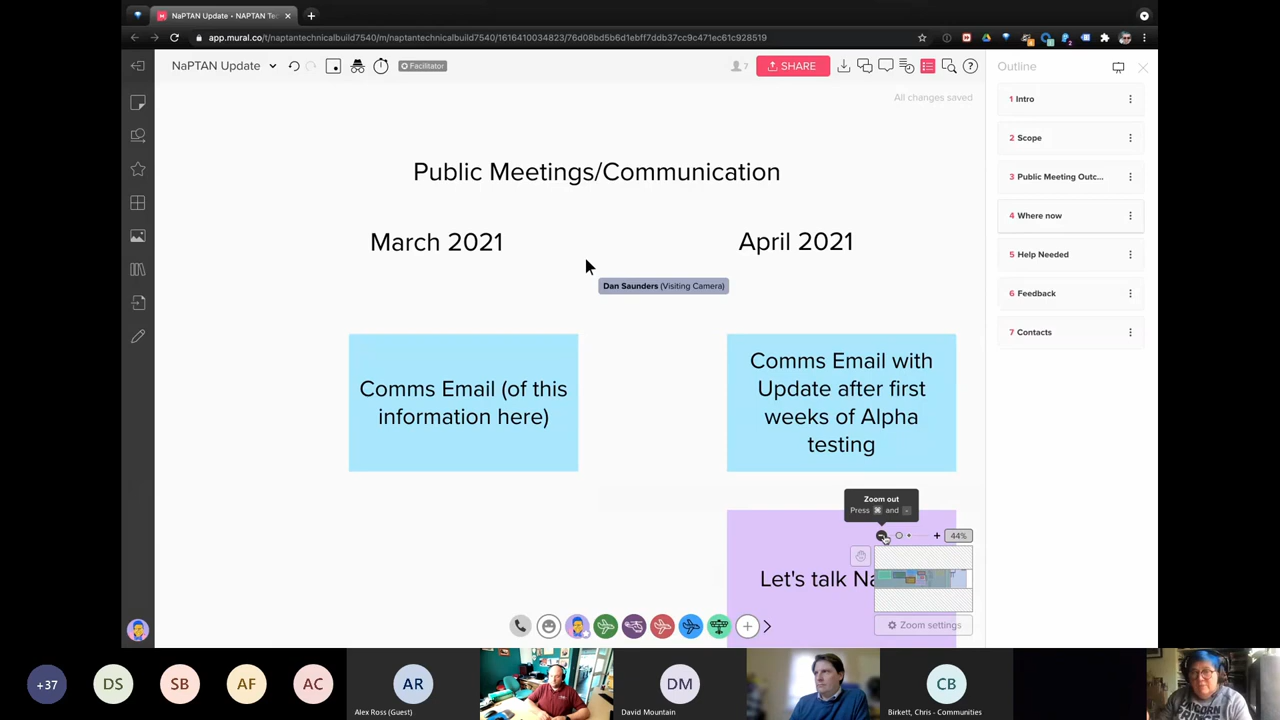 NaPTAN Update • NAPTAN Tec
app.mural.co/t/naptantechnicalbuild7540/m/naptantechnicalbuild7540/1616410034823/76d08bd5b6d1ebff7ddb37cc9c471ec61c928519
NaPTAN Update
Facilitator
7
SHARE
Outline
All changes saved
1 Intro
2 Scope
3 Public Meeting Outc...
4 Where now
5 Help Needed
6 Feedback
7 Contacts
Public Meetings/Communication
March 2021
April 2021
Dan Saunders (Visiting Camera)
Comms Email (of this
information here)
Comms Email with
Update after first
weeks of Alpha
testing
Zoom out
Press ⌘ and -
44%
Let's talk Na
Zoom settings
+37
DS
SB
AF
AC
AR
Alex Ross (Guest)
DM
David Mountain
CB
Birkett, Chris - Communities